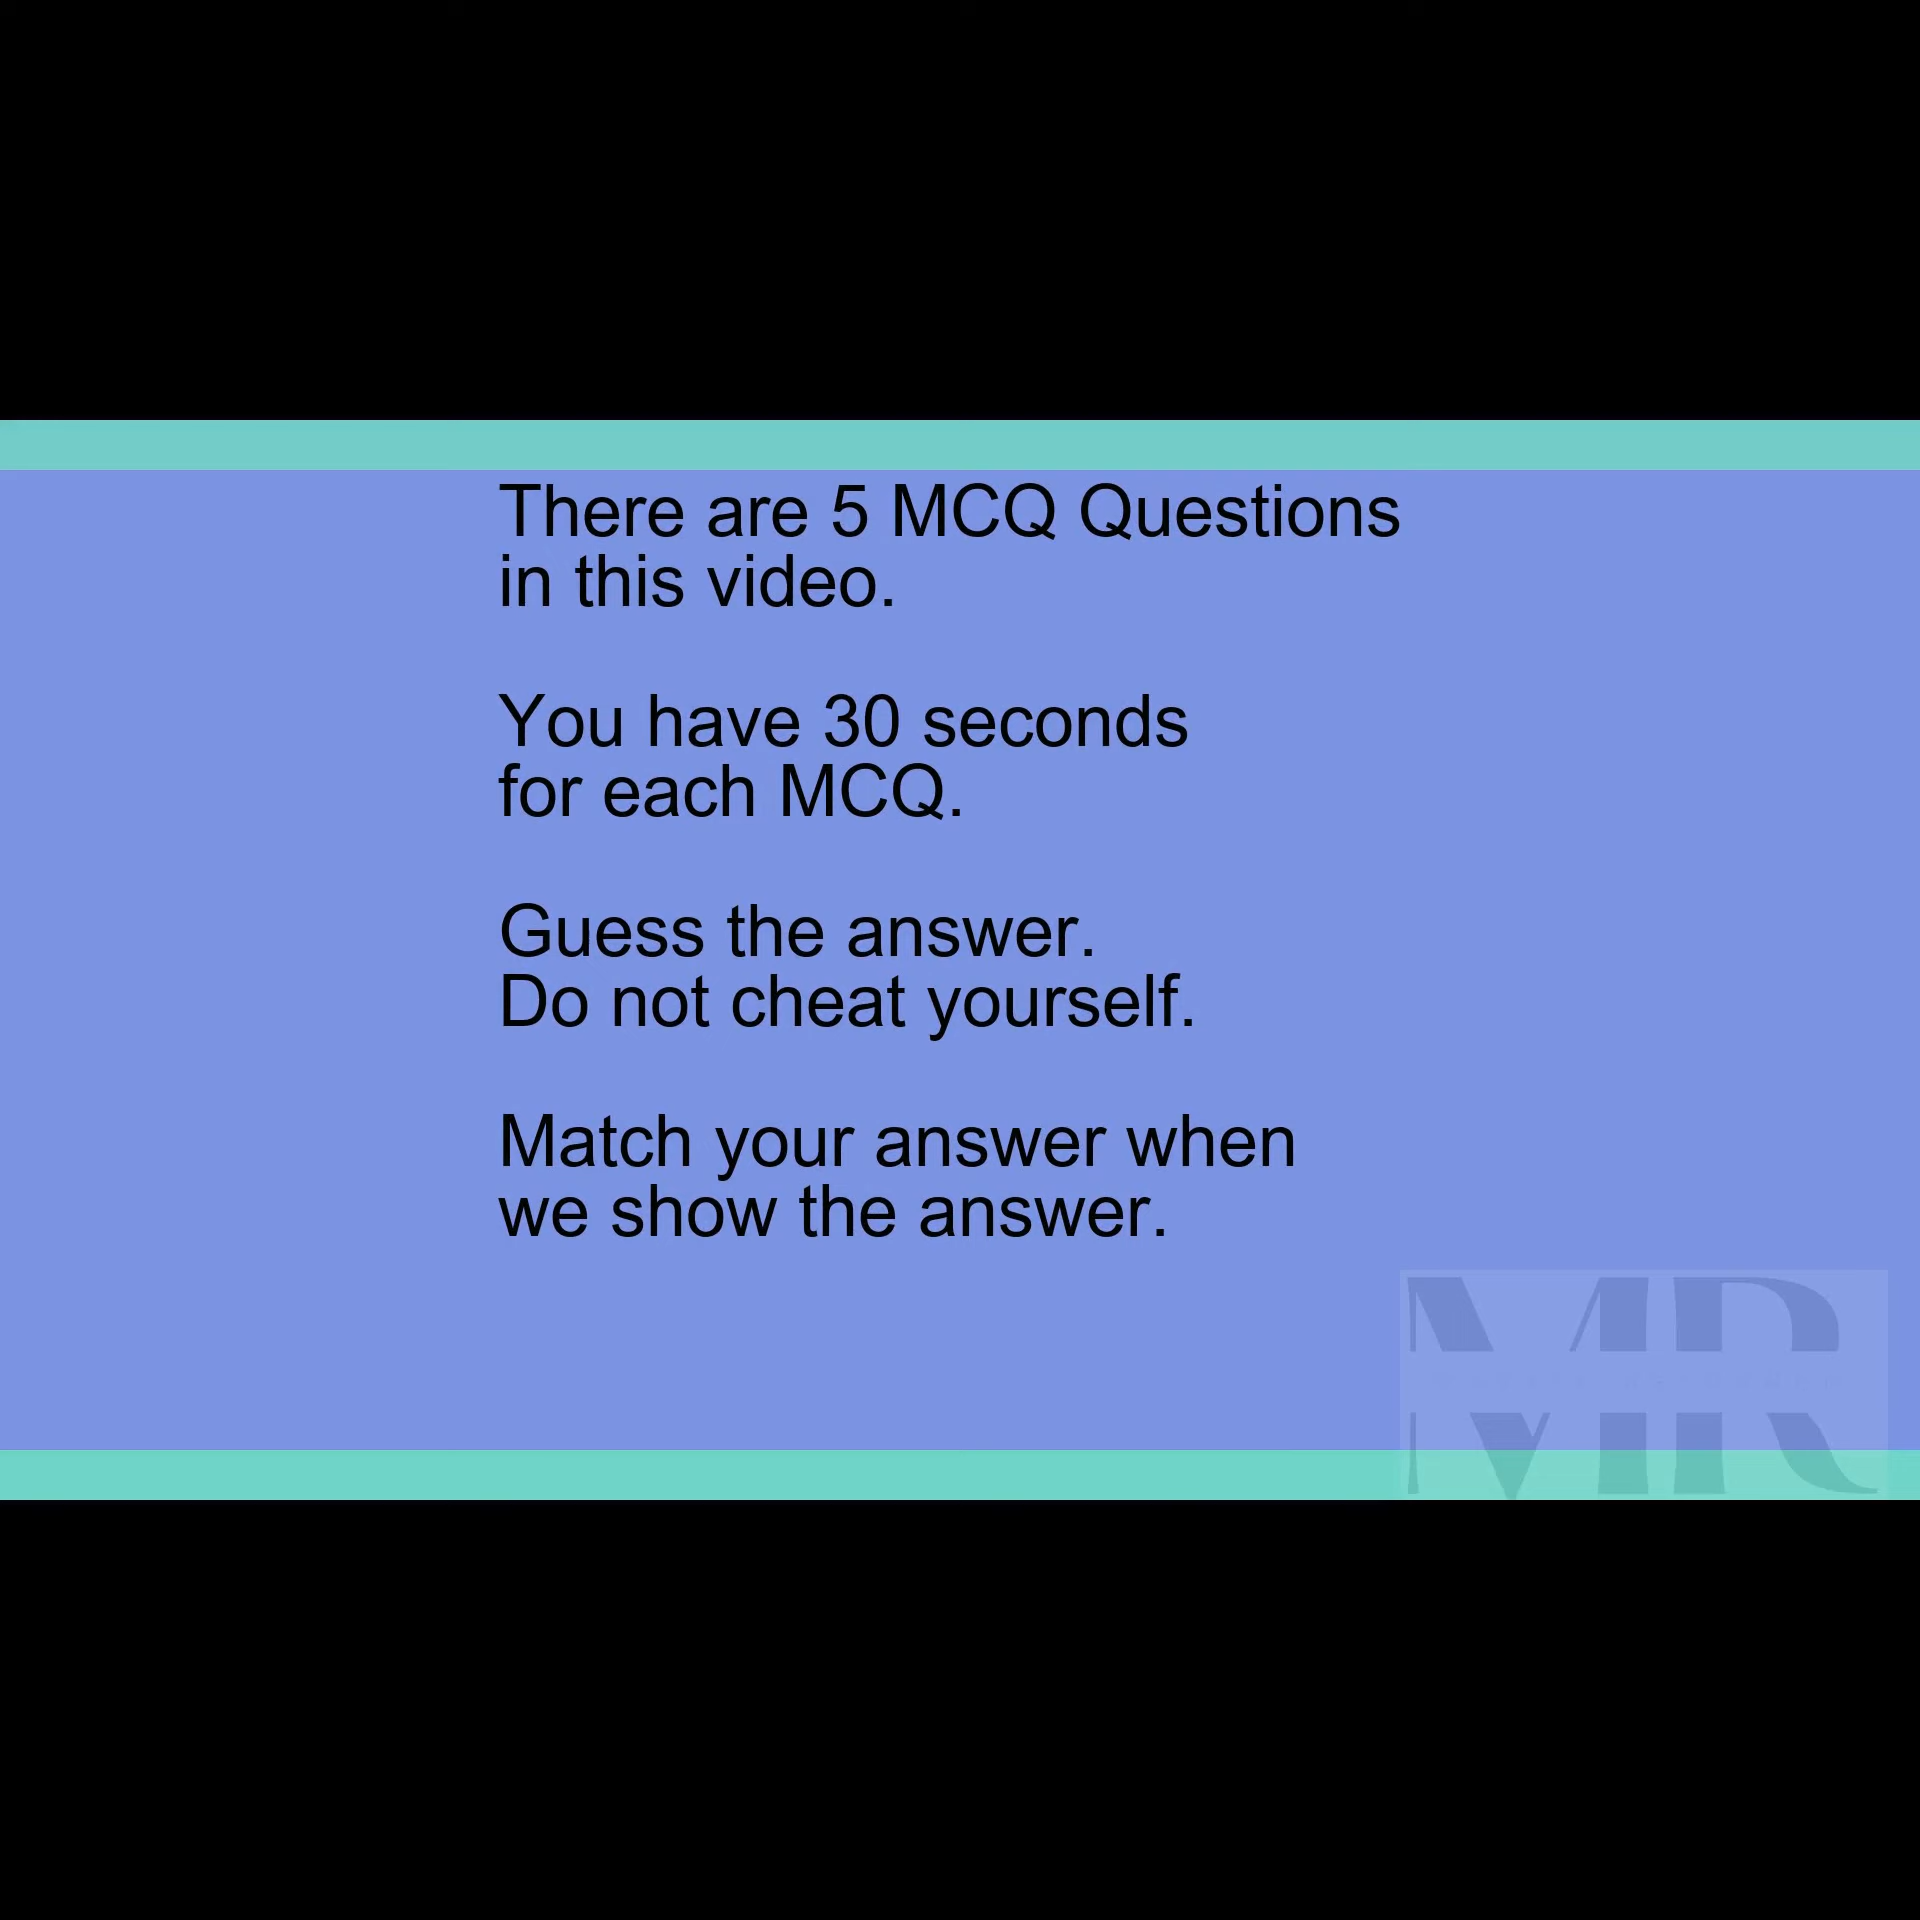 There are 5 MCQ Questions
in this video.
You have 30 seconds
for each MCQ.
Guess the answer.
Do not cheat yourself.
Match your answer when
we show the answer.
MR